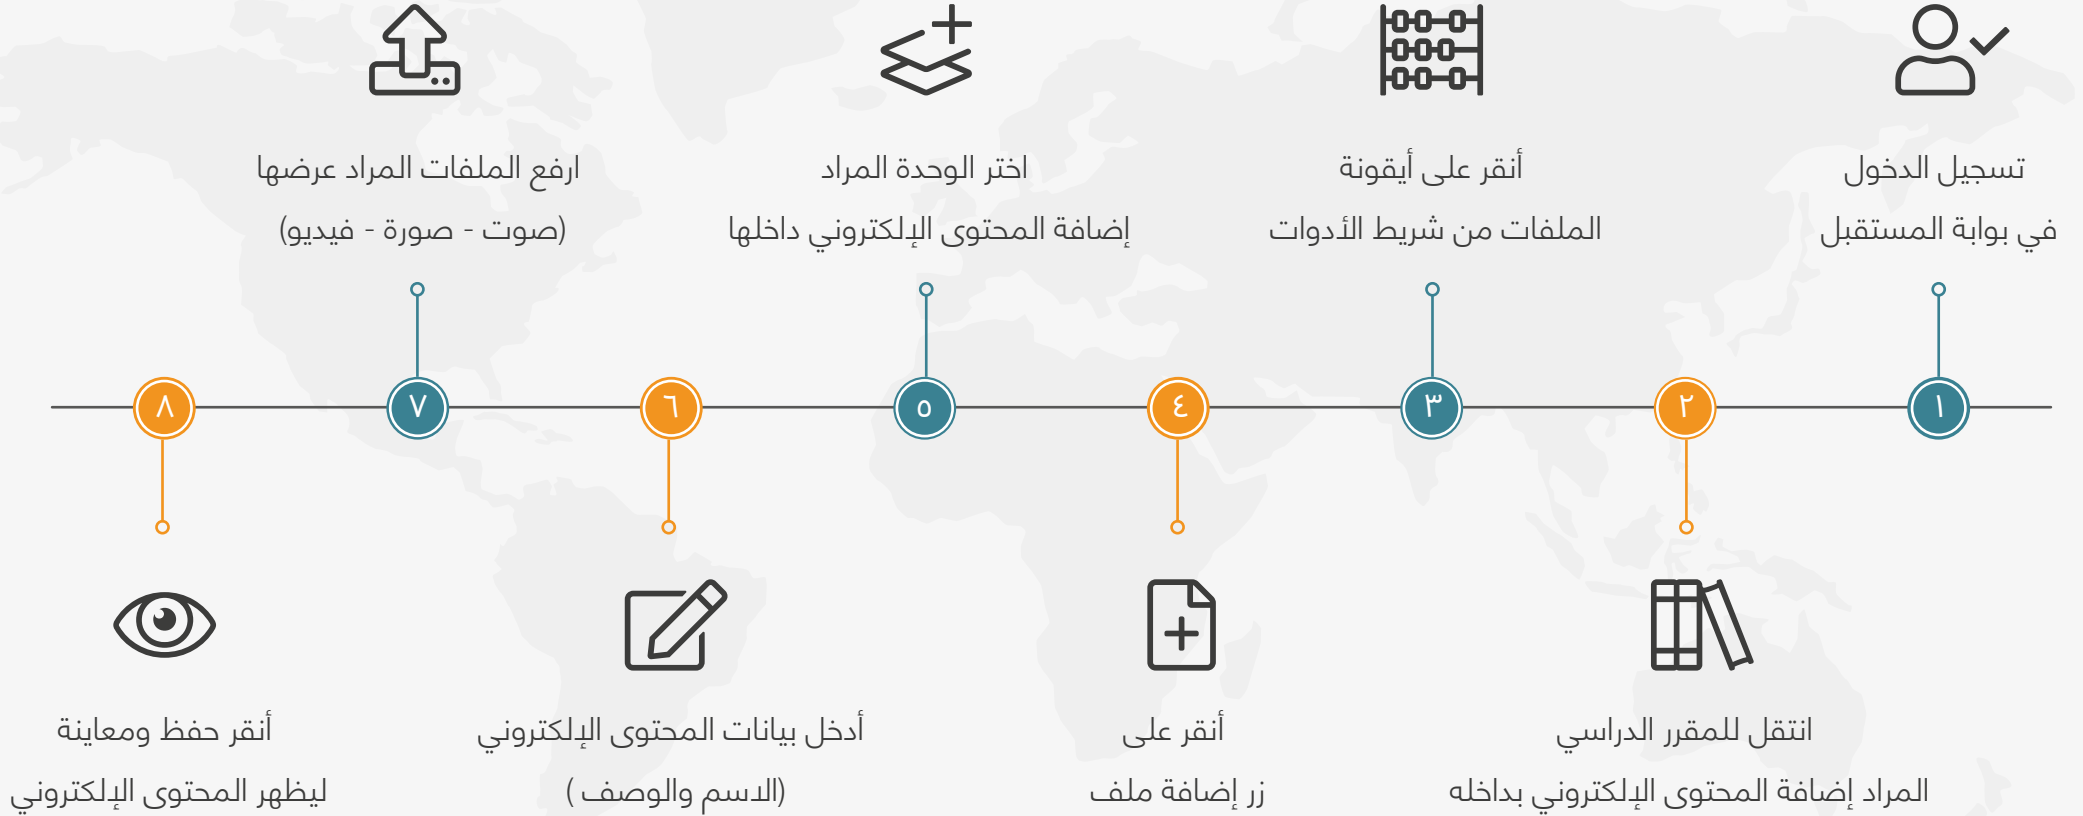 تسجيل الدخول
في بوابة المستقبل
١
٢
انتقل للمقرر الدراسي
المراد إضافة المحتوى الإلكتروني بداخله
أنقر على أيقونة
الملفات من شريط الأدوات
٣
٤
أنقر على
زر إضافة ملف
اختر الوحدة المراد
إضافة المحتوى الإلكتروني داخلها
٥
٦
أدخل بيانات المحتوى الإلكتروني
(الاسم والوصف )
ارفع الملفات المراد عرضها
(صوت - صورة - فيديو)
٧
٨
أنقر حفظ ومعاينة
ليظهر المحتوى الإلكتروني